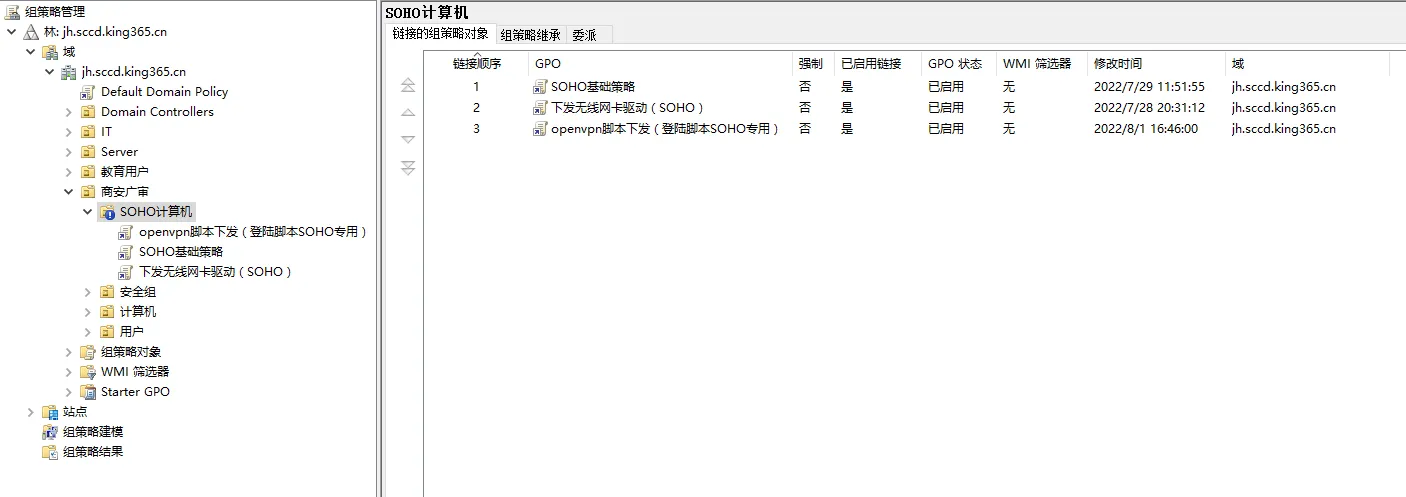 组策略管理
林: jh.sccd.king365.cn
域
jh.sccd.king365.cn
Default Domain Policy
Domain Controllers
IT
Server
教育用户
商安广审
SOHO计算机
openvpn脚本下发（登陆脚本SOHO专用）
SOHO基础策略
下发无线网卡驱动（SOHO）
安全组
计算机
用户
组策略对象
WMI 筛选器
Starter GPO
站点
组策略建模
组策略结果
SOHO计算机
链接的组策略对象 组策略继承 委派
链接顺序 GPO 强制 已启用链接 GPO 状态 WMI 筛选器 修改时间 域
1 SOHO基础策略 否 是 已启用 无 2022/7/29 11:51:55 jh.sccd.king365.cn
2 下发无线网卡驱动（SOHO） 否 是 已启用 无 2022/7/28 20:31:12 jh.sccd.king365.cn
3 openvpn脚本下发（登陆脚本SOHO专用） 否 是 已启用 无 2022/8/1 16:46:00 jh.sccd.king365.cn